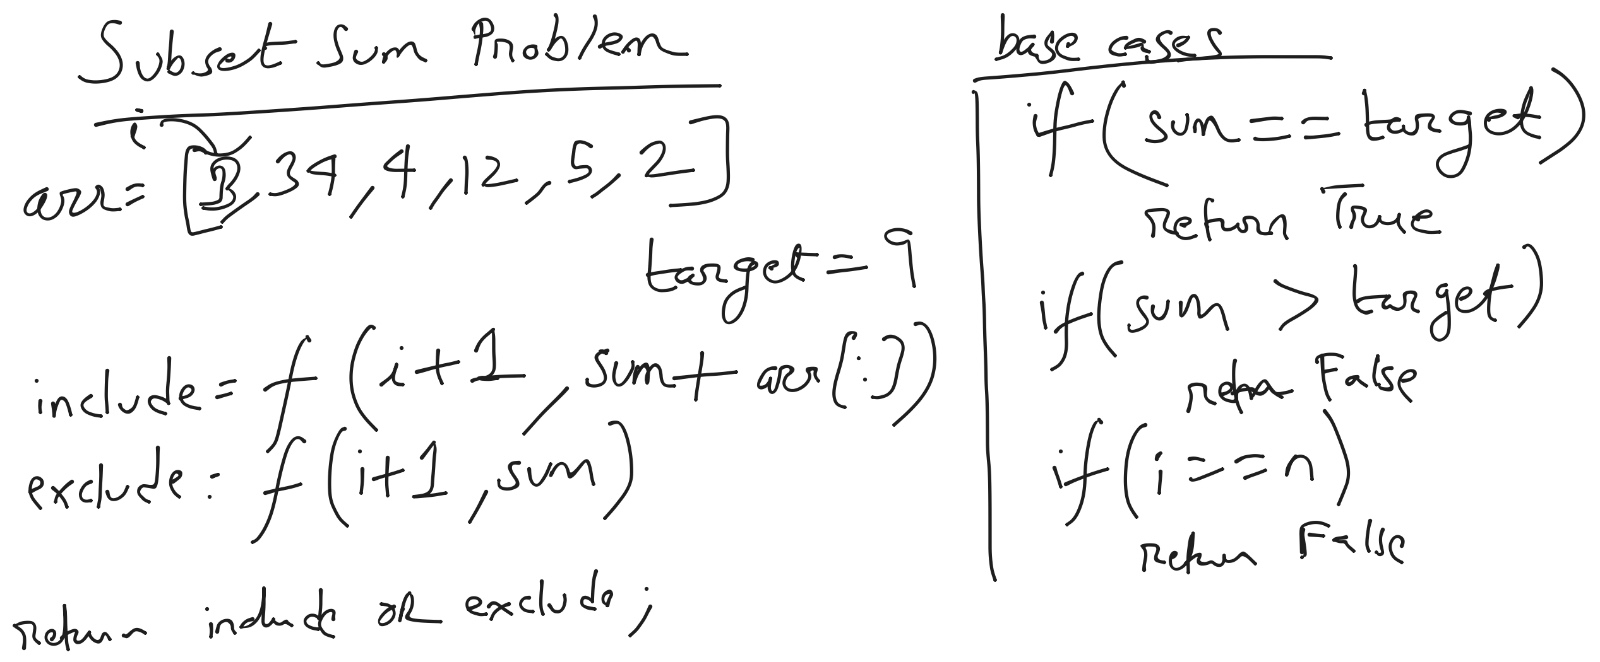 Subset Sum Problem
i
arr= [3, 34, 4, 12, 5, 2]
target = 9
include = f (i+1, sum + arr[i])
exclude = f (i+1, sum)
return include OR exclude;
base cases
if (sum == target)
return True
if (sum > target)
return False
if (i == n)
return False